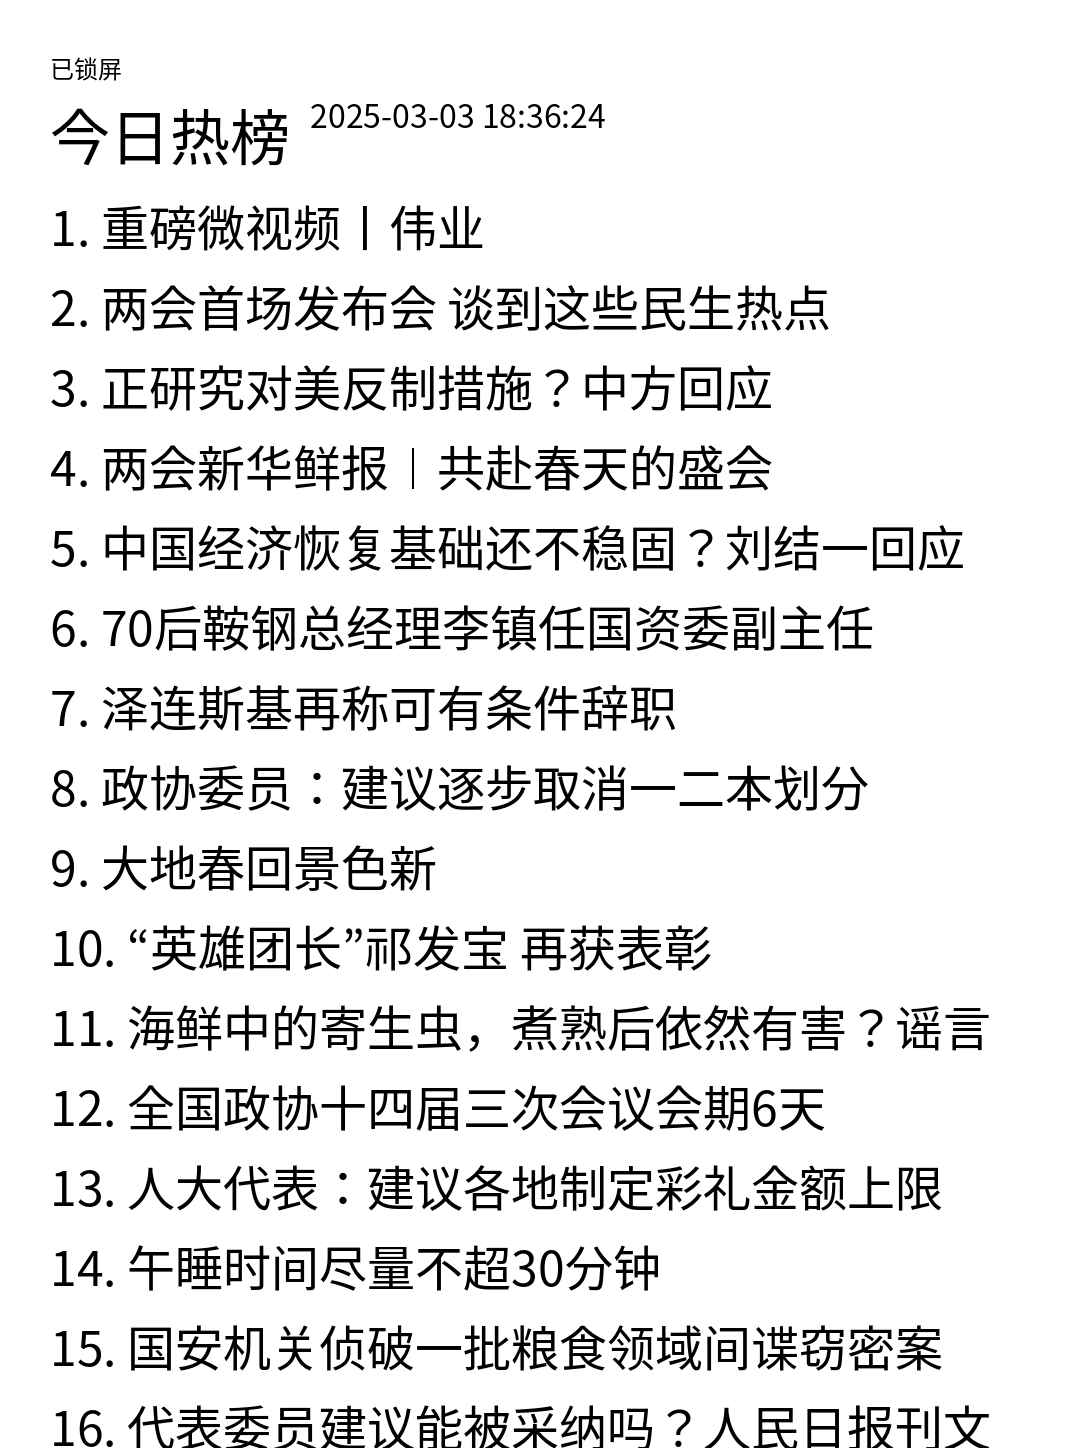 已锁屏
今日热榜 2025-03-03 18:36:24
1. 重磅微视频丨伟业
2. 两会首场发布会 谈到这些民生热点
3. 正研究对美反制措施？中方回应
4. 两会新华鲜报︱共赴春天的盛会
5. 中国经济恢复基础还不稳固？刘结一回应
6. 70后鞍钢总经理李镇任国资委副主任
7. 泽连斯基再称可有条件辞职
8. 政协委员：建议逐步取消一二本划分
9. 大地春回景色新
10. “英雄团长”祁发宝 再获表彰
11. 海鲜中的寄生虫，煮熟后依然有害？谣言
12. 全国政协十四届三次会议会期6天
13. 人大代表：建议各地制定彩礼金额上限
14. 午睡时间尽量不超30分钟
15. 国安机关侦破一批粮食领域间谍窃密案
16. 代表委员建议能被采纳吗？人民日报刊文